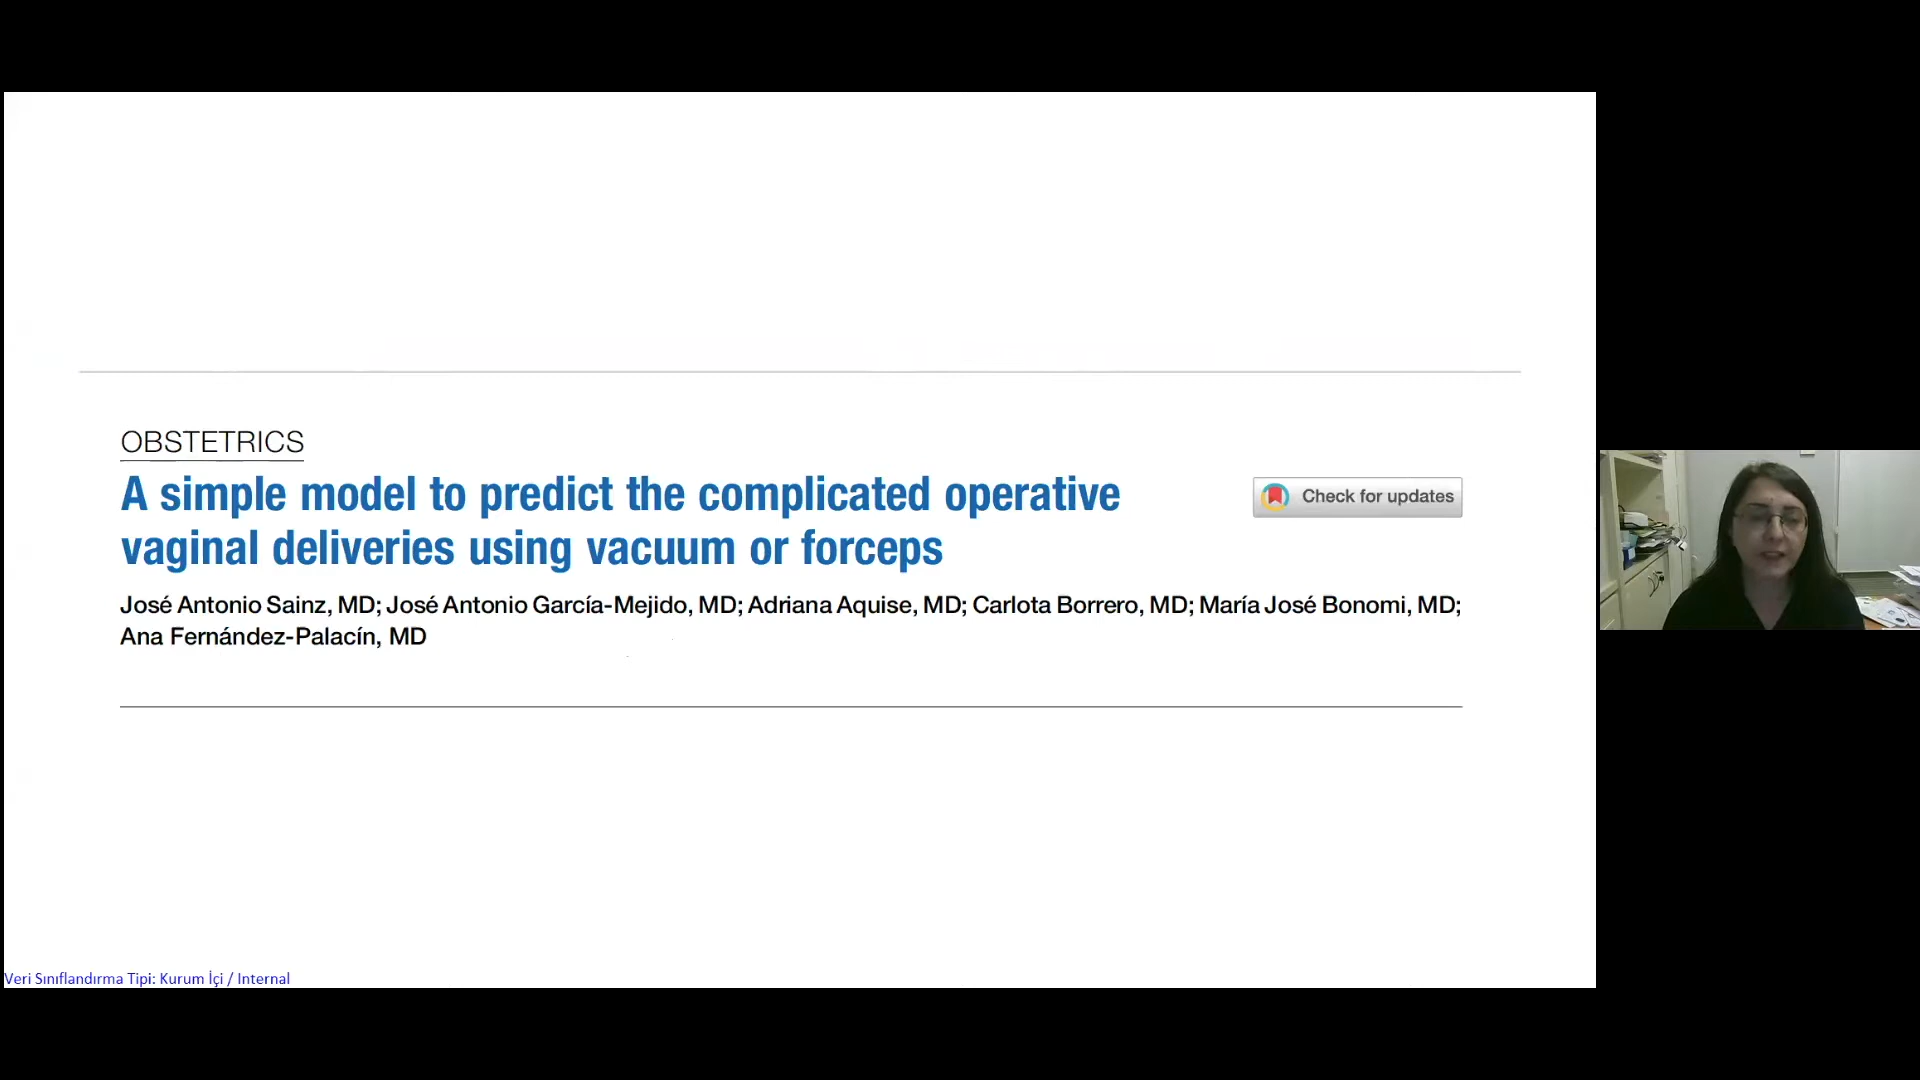 OBSTETRICS
A simple model to predict the complicated operative
vaginal deliveries using vacuum or forceps
Check for updates
José Antonio Sainz, MD; José Antonio García-Mejido, MD; Adriana Aquise, MD; Carlota Borrero, MD; María José Bonomi, MD;
Ana Fernández-Palacín, MD
Veri Sınıflandırma Tipi: Kurum İçi / Internal